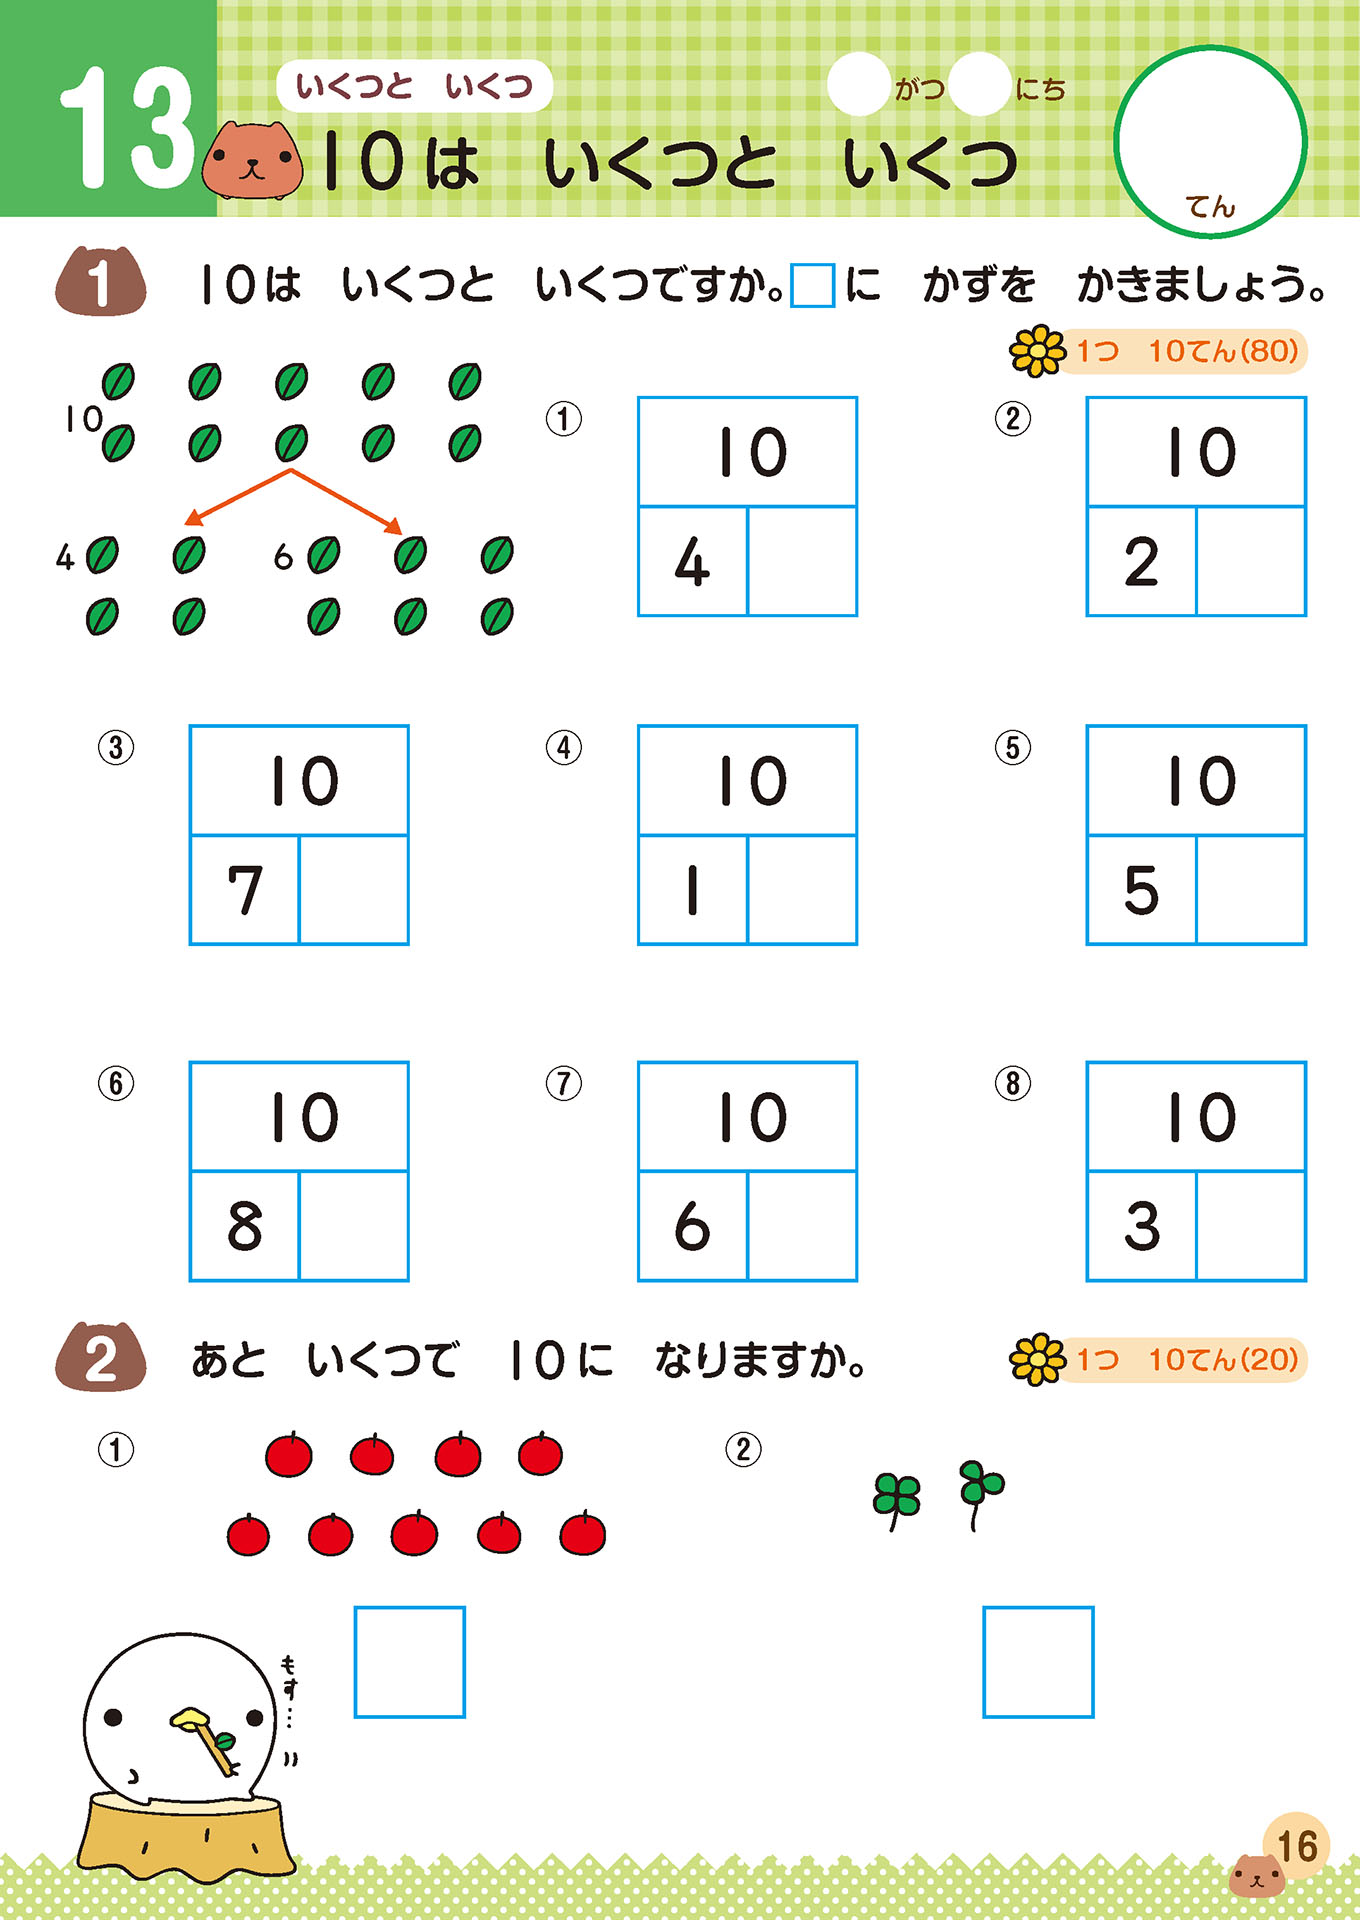 13
いくつと いくつ
がつ にち
10は いくつと いくつ
てん
1 10は いくつと いくつですか。□に かずを かきましょう。
1つ 10てん(80)
10
4 6
① 10
4
② 10
2
③ 10
7
④ 10
1
⑤ 10
5
⑥ 10
8
⑦ 10
6
⑧ 10
3
2 あと いくつで 10に なりますか。
1つ 10てん(20)
①
②
もす…
16